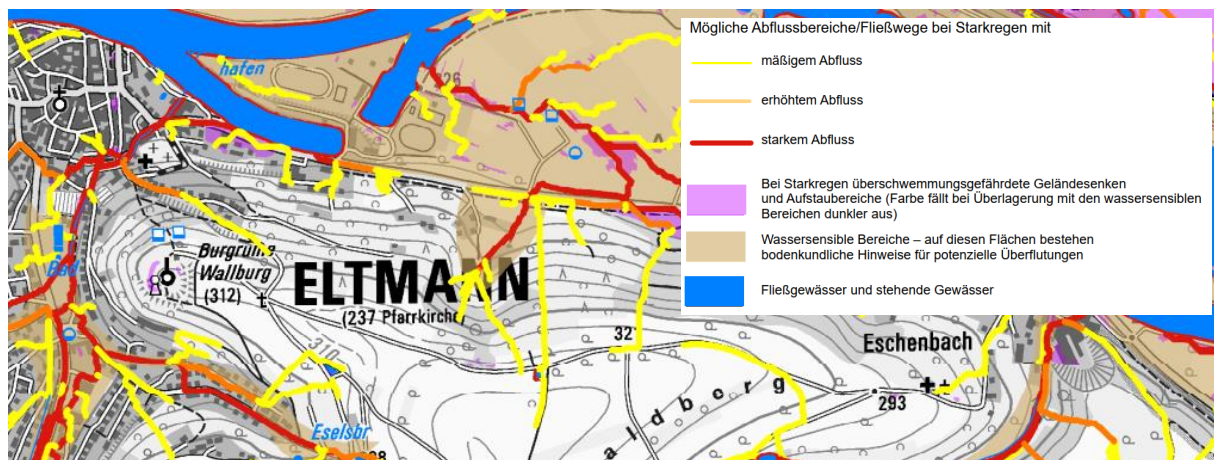 Mögliche Abflussbereiche/Fließwege bei Starkregen mit
mäßigem Abfluss
erhöhtem Abfluss
starkem Abfluss
Bei Starkregen überschwemmungsgefährdete Geländesenken
und Aufstaubereiche (Farbe fällt bei Überlagerung mit den wassersensiblen
Bereichen dunkler aus)
Wassersensible Bereiche – auf diesen Flächen bestehen
bodenkundliche Hinweise für potenzielle Überflutungen
Fließgewässer und stehende Gewässer
hafen
Burgruine
Wallburg
(312)
Bad
ELTMANN
(237 Pfarrkirche)
310
32
Eschenbach
293
a l d b e r g
Eselsbr